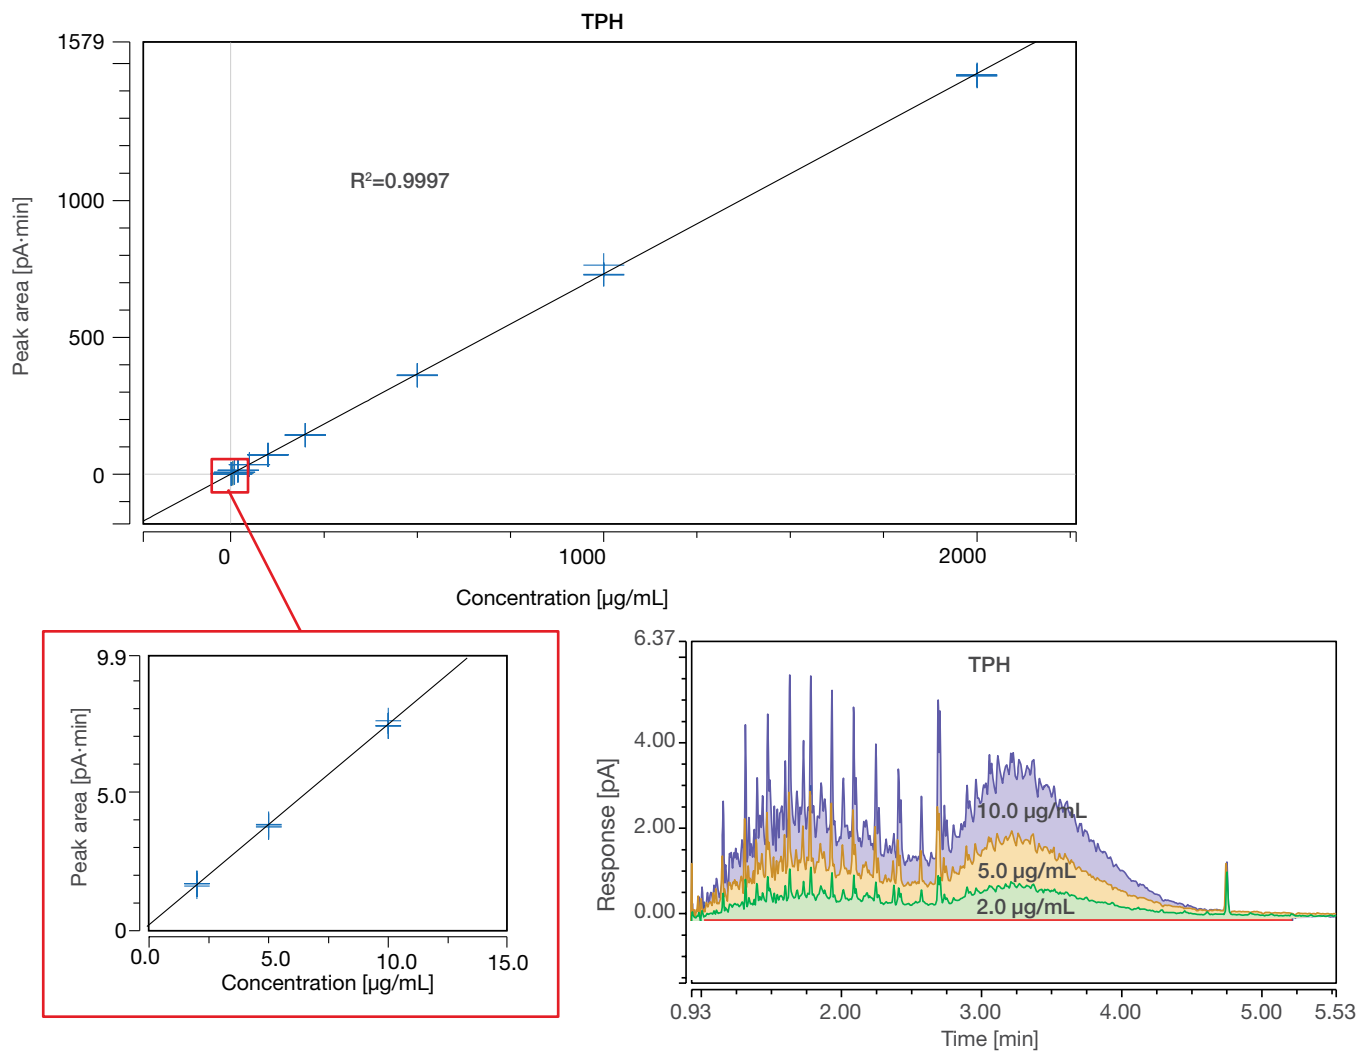 TPH
1579
1000
500
0
Peak area [pA·min]
R²=0.9997
0
1000
2000
Concentration [µg/mL]
9.9
5.0
0
Peak area [pA·min]
0.0
5.0
10.0
15.0
Concentration [µg/mL]
6.37
4.00
2.00
0.00
Response [pA]
TPH
10.0 µg/mL
5.0 µg/mL
2.0 µg/mL
0.93
2.00
3.00
4.00
5.00
5.53
Time [min]